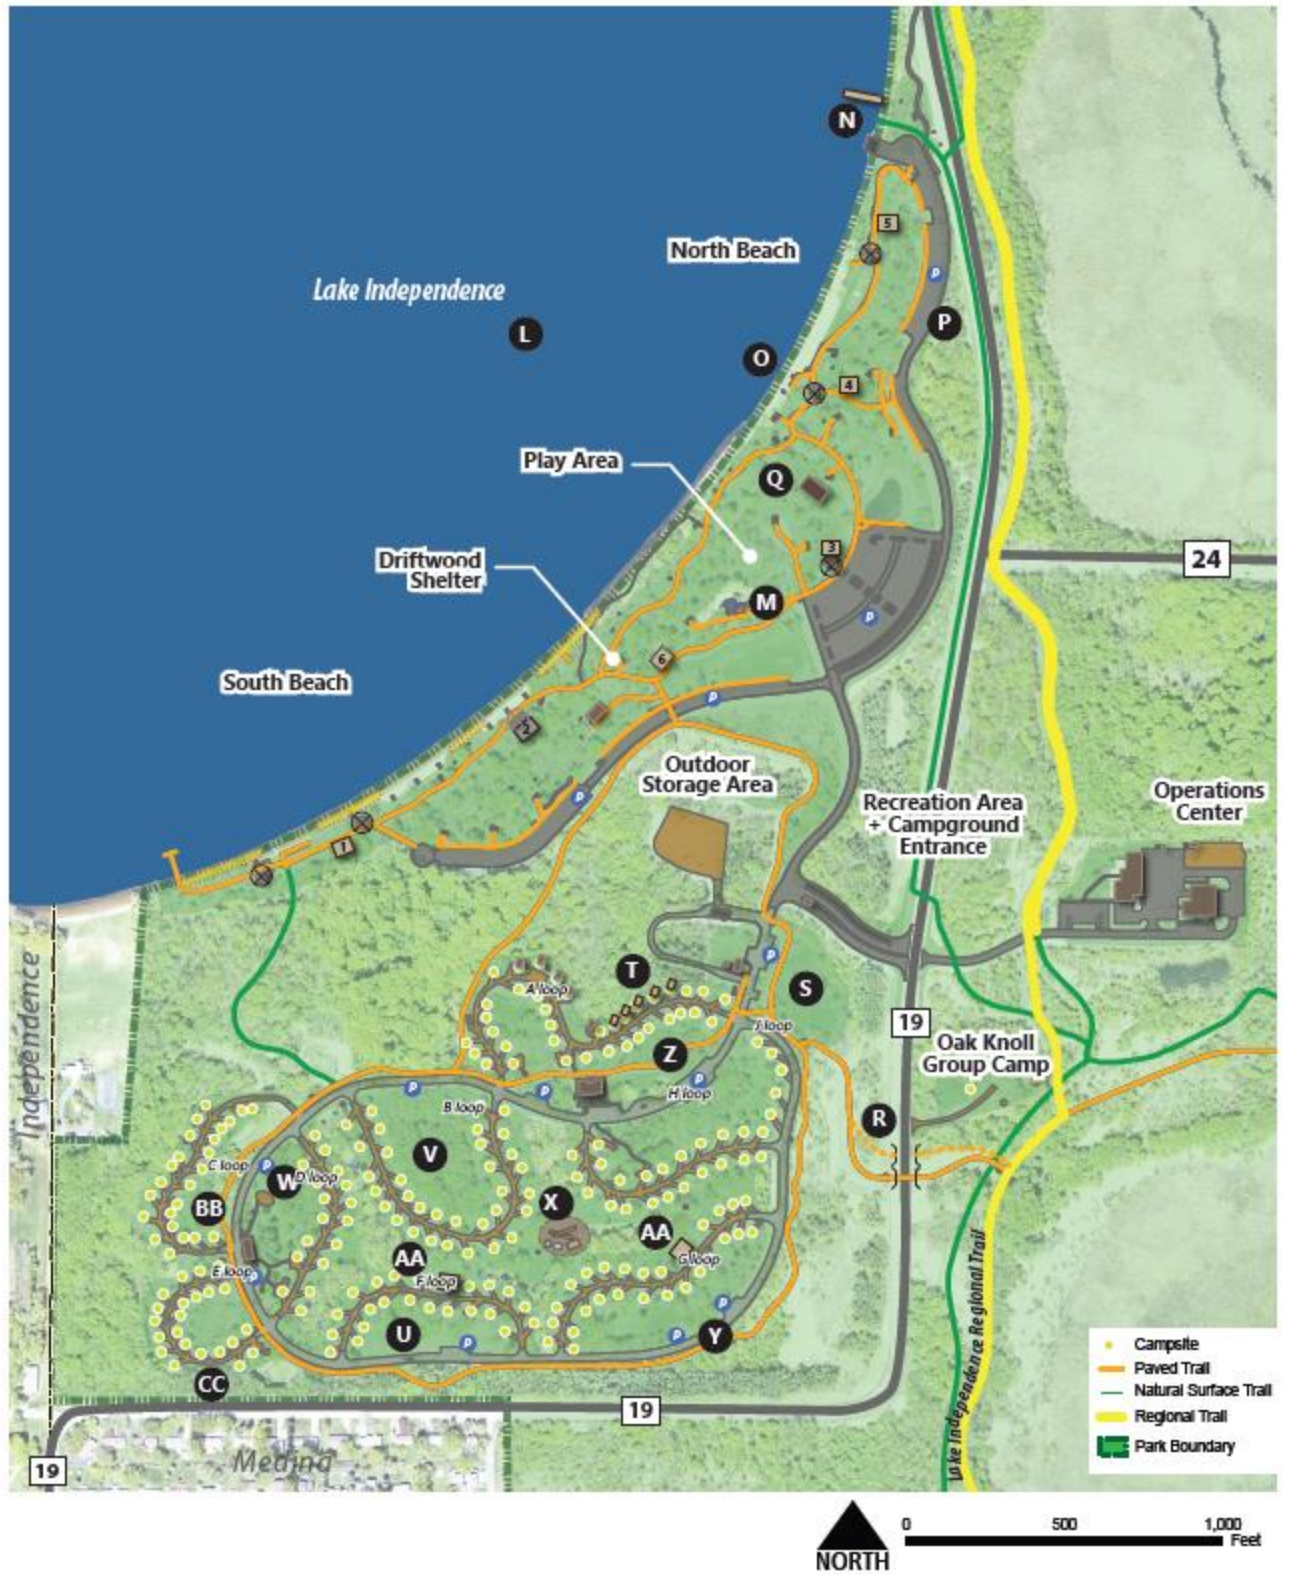 N
5
North Beach
P
Lake Independence
P
L
O
4
Play Area
Q
3
24
Driftwood
Shelter
M
P
6
South Beach
P
2
Outdoor
Storage Area
P
Recreation Area
+ Campground
Entrance
Operations
Center
1
Independence
P
T
A loop
S
J loop
19
Oak Knoll
Group Camp
Z
P
P
P
H loop
B loop
R
V
C loop
P
W
D loop
BB
X
AA
AA
G loop
E loop
P
F loop
P
U
P
P
Y
CC
Lake Independence Regional Trail
Campsite
Paved Trail
Natural Surface Trail
Regional Trail
Park Boundary
19
Medina
19
NORTH
0 500 1,000
Feet